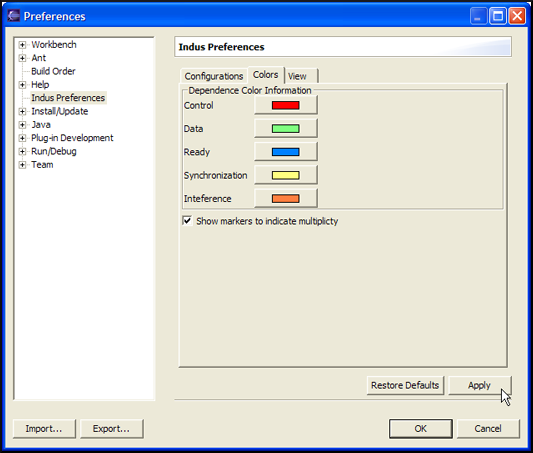 Preferences
Workbench
Ant
Build Order
Help
Indus Preferences
Install/Update
Java
Plug-in Development
Run/Debug
Team
Indus Preferences
Configurations Colors View
Dependence Color Information
Control
Data
Ready
Synchronization
Inteference
Show markers to indicate multiplicty
Restore Defaults Apply
Import... Export... OK Cancel